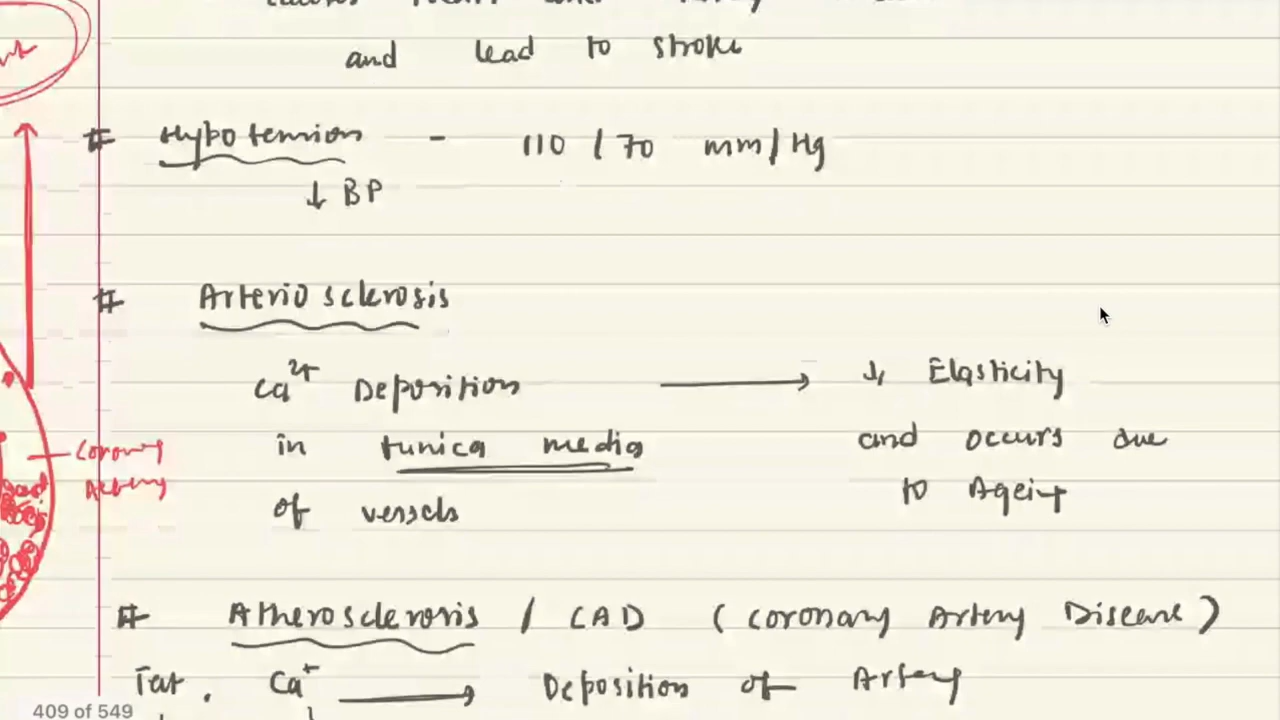 and lead to stroke
# Hypotension - 110 / 70 mm/Hg
↓ BP
# Arteriosclerosis
Ca²⁺ Deposition → ↓ Elasticity
in tunica media and occurs due
of vessels to Ageing
Coronary
Artery
# Atherosclerosis / CAD (Coronary Artery Disease)
Fat, Ca⁺ → Deposition of Artery
409 of 549